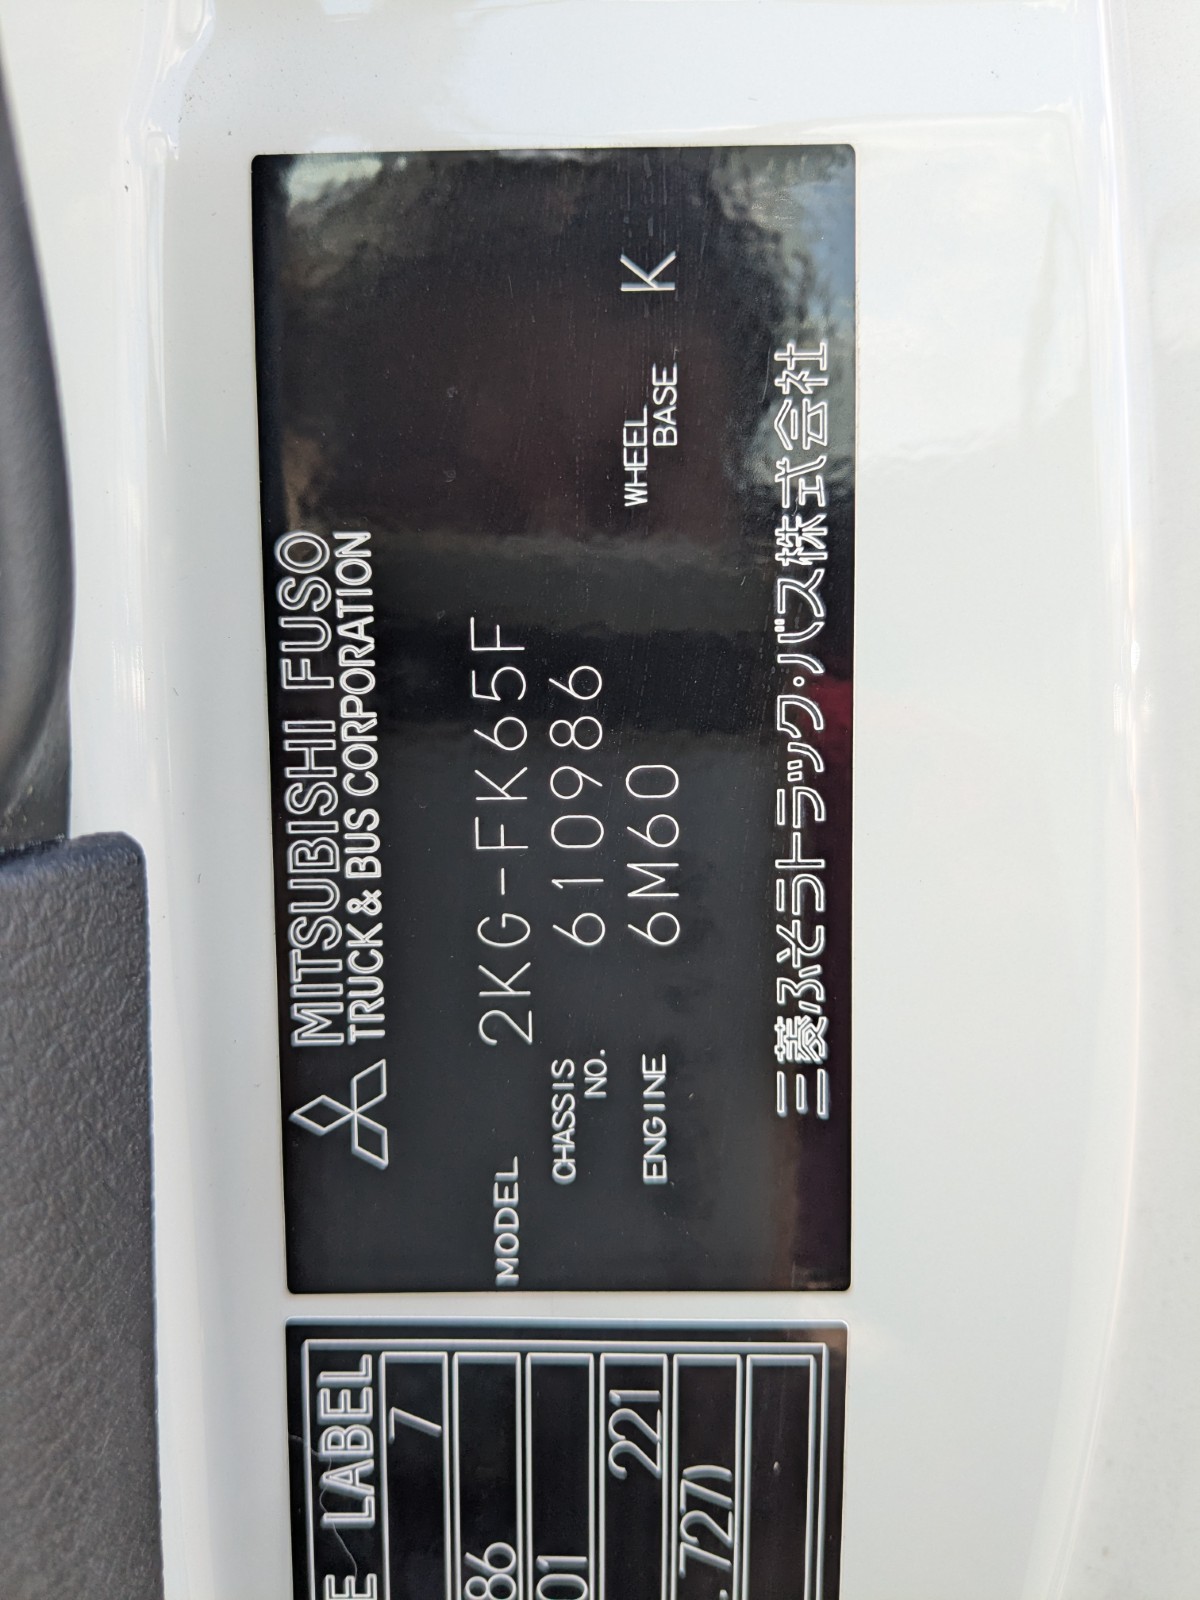 MITSUBISHI FUSO
TRUCK & BUS CORPORATION
MODEL 2KG-FK65F
CHASSIS NO. 610986
ENGINE 6M60 WHEEL BASE K
三菱ふそうトラック・バス株式会社
E LABEL
7
86
01
221
. 727)